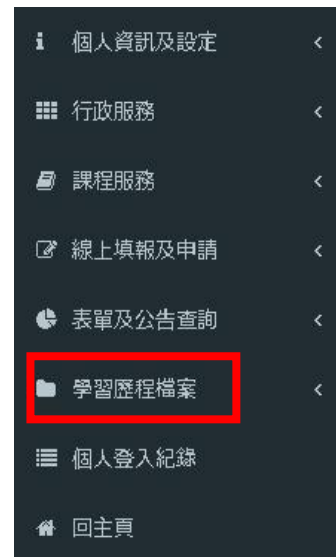 個人資訊及設定
行政服務
課程服務
線上填報及申請
表單及公告查詢
學習歷程檔案
個人登入紀錄
回主頁